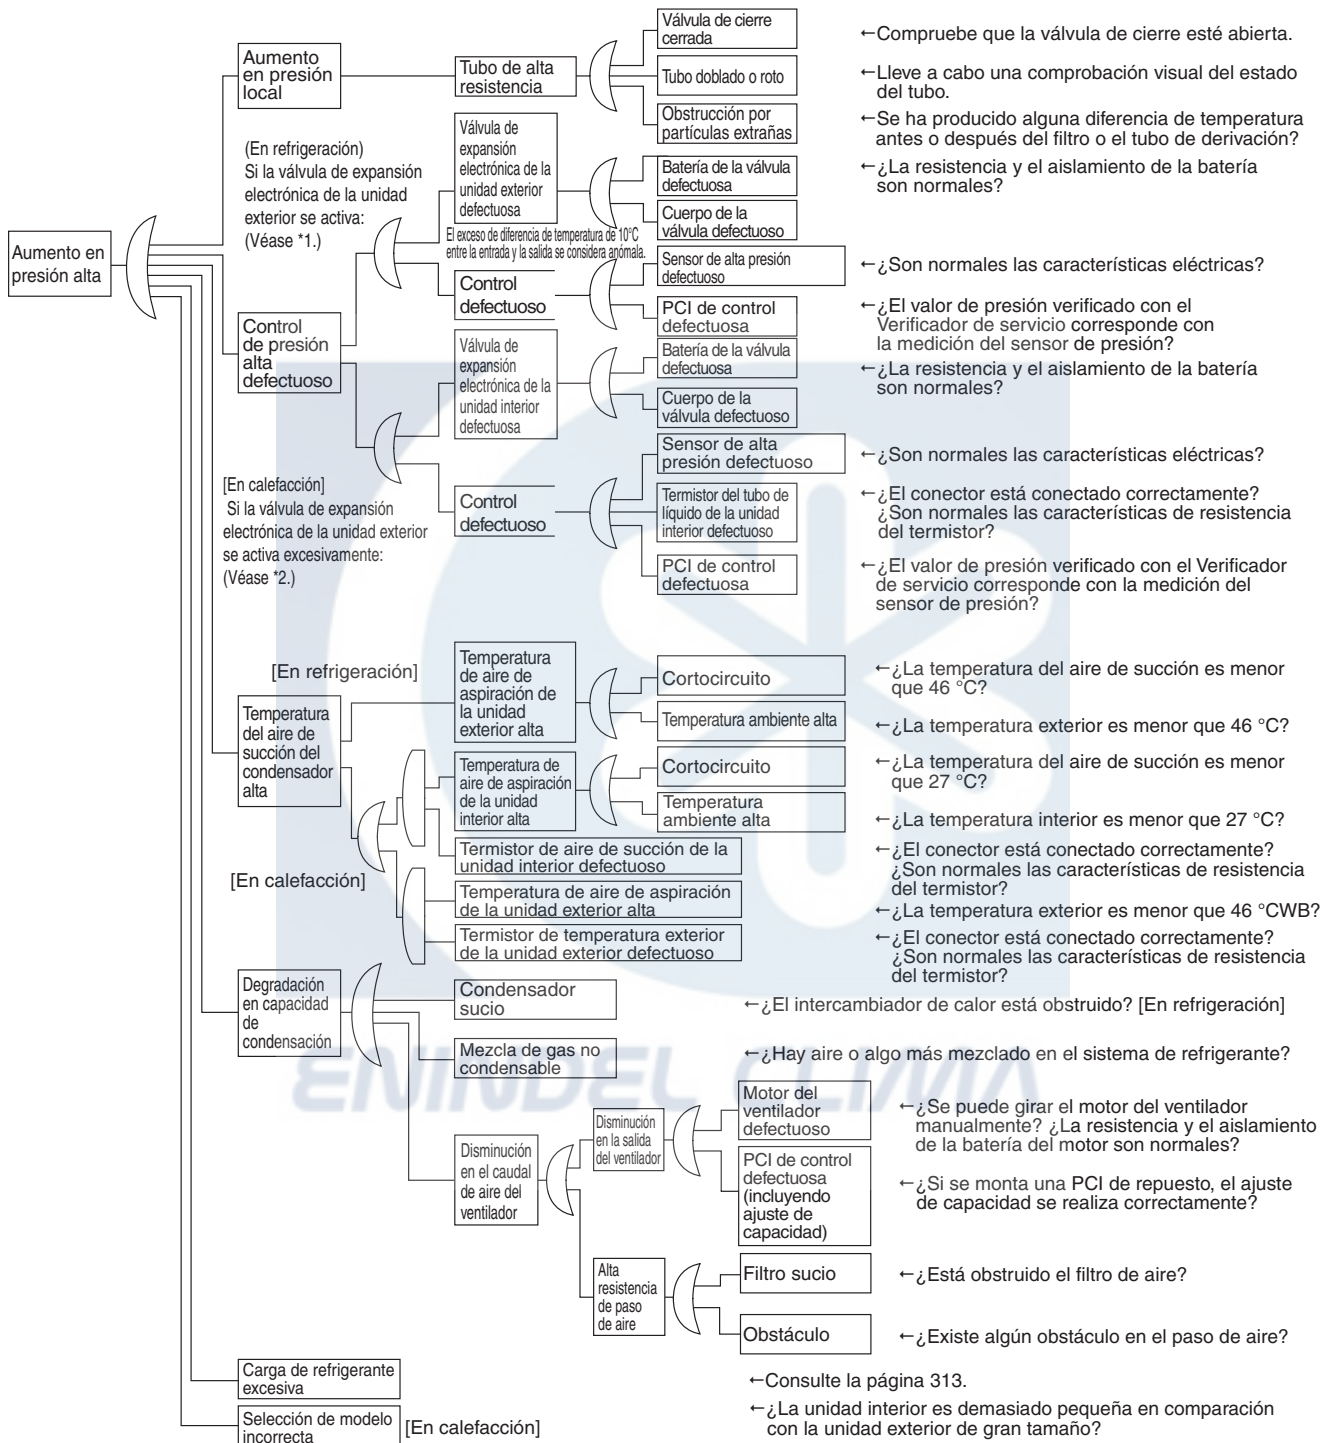 Aumento en
presión alta
Aumento
en presión
local
Tubo de alta
resistencia
Válvula de cierre
cerrada
←Compruebe que la válvula de cierre esté abierta.
Tubo doblado o roto
←Lleve a cabo una comprobación visual del estado
del tubo.
Obstrucción por
partículas extrañas
←Se ha producido alguna diferencia de temperatura
antes o después del filtro o el tubo de derivación?
El exceso de diferencia de temperatura de 10°C
entre la entrada y la salida se considera anómala.
Control
de presión
alta
defectuoso
(En refrigeración)
Si la válvula de expansión
electrónica de la unidad
exterior se activa:
(Véase *1.)
Válvula de
expansión
electrónica de la
unidad exterior
defectuosa
Batería de la válvula
defectuosa
←¿La resistencia y el aislamiento de la batería
son normales?
Cuerpo de la
válvula defectuoso
Control
defectuoso
Sensor de alta presión
defectuoso
←¿Son normales las características eléctricas?
PCI de control
defectuosa
←¿El valor de presión verificado con el
Verificador de servicio corresponde con
la medición del sensor de presión?
[En calefacción]
Si la válvula de expansión
electrónica de la unidad exterior
se activa excesivamente:
(Véase *2.)
Válvula de
expansión
electrónica de la
unidad interior
defectuosa
Batería de la válvula
defectuosa
←¿La resistencia y el aislamiento de la batería
son normales?
Cuerpo de la
válvula defectuoso
Control
defectuoso
Sensor de alta
presión defectuoso
←¿Son normales las características eléctricas?
Termistor del tubo de
líquido de la unidad
interior defectuoso
←¿El conector está conectado correctamente?
¿Son normales las características de resistencia
del termistor?
PCI de control
defectuosa
←¿El valor de presión verificado con el Verificador
de servicio corresponde con la medición del
sensor de presión?
Temperatura
del aire de
succión del
condensador
alta
[En refrigeración]
Temperatura
de aire de
aspiración de
la unidad
exterior alta
Cortocircuito
←¿La temperatura del aire de succión es menor
que 46 °C?
Temperatura ambiente alta
←¿La temperatura exterior es menor que 46 °C?
[En calefacción]
Temperatura de
aire de aspiración
de la unidad
interior alta
Cortocircuito
←¿La temperatura del aire de succión es menor
que 27 °C?
Temperatura
ambiente alta
←¿La temperatura interior es menor que 27 °C?
Termistor de aire de succión de la
unidad interior defectuoso
←¿El conector está conectado correctamente?
¿Son normales las características de resistencia
del termistor?
Temperatura de aire de aspiración
de la unidad exterior alta
←¿La temperatura exterior es menor que 46 °CWB?
Termistor de temperatura exterior
de la unidad exterior defectuoso
←¿El conector está conectado correctamente?
¿Son normales las características de resistencia
del termistor?
Degradación
en capacidad
de
condensación
Condensador
sucio
←¿El intercambiador de calor está obstruido? [En refrigeración]
Mezcla de gas no
condensable
←¿Hay aire o algo más mezclado en el sistema de refrigerante?
ENINDEL CLIMA
Disminución
en el caudal
de aire del
ventilador
Disminución
en la salida
del ventilador
Motor del
ventilador
defectuoso
←¿Se puede girar el motor del ventilador
manualmente? ¿La resistencia y el aislamiento
de la batería del motor son normales?
PCI de control
defectuosa
(incluyendo
ajuste de
capacidad)
←¿Si se monta una PCI de repuesto, el ajuste
de capacidad se realiza correctamente?
Alta
resistencia
de paso
de aire
Filtro sucio
←¿Está obstruido el filtro de aire?
Obstáculo
←¿Existe algún obstáculo en el paso de aire?
Carga de refrigerante
excesiva
←Consulte la página 313.
Selección de modelo
incorrecta
[En calefacción]
←¿La unidad interior es demasiado pequeña en comparación
con la unidad exterior de gran tamaño?